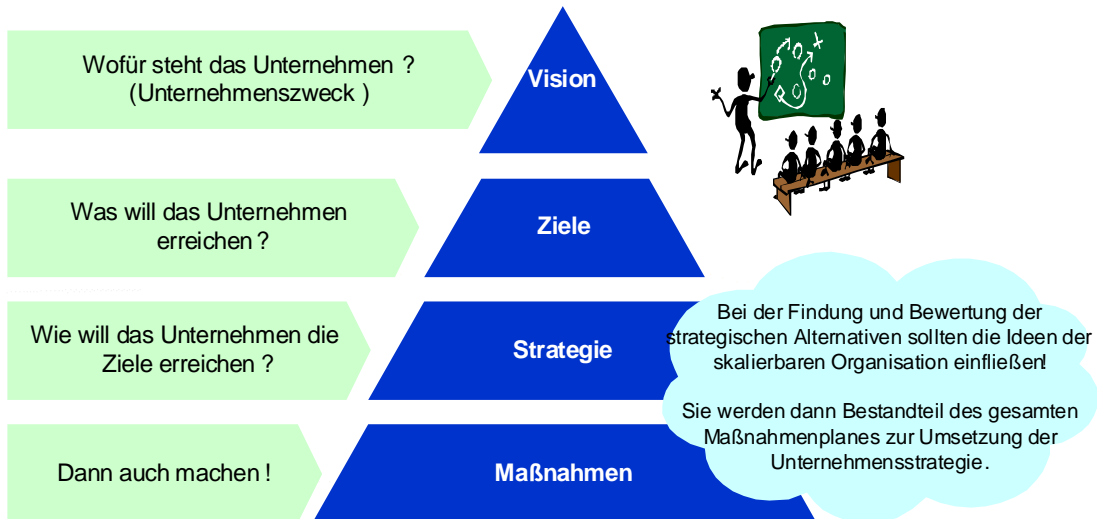 Wofür steht das Unternehmen ?
(Unternehmenszweck )
Vision
Was will das Unternehmen
erreichen ?
Ziele
Wie will das Unternehmen die
Ziele erreichen ?
Strategie
Bei der Findung und Bewertung der
strategischen Alternativen sollten die Ideen der
skalierbaren Organisation einfließen!
Sie werden dann Bestandteil des gesamten
Maßnahmenplanes zur Umsetzung der
Unternehmensstrategie.
Dann auch machen !
Maßnahmen